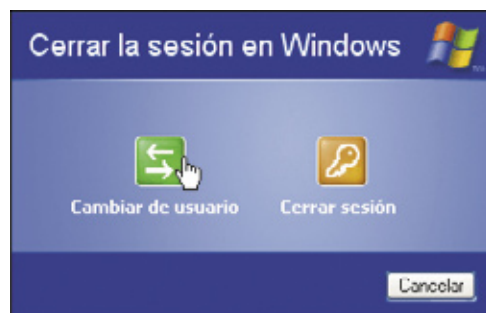 Cerrar la sesión en Windows
Cambiar de usuario
Cerrar sesión
Cancelar